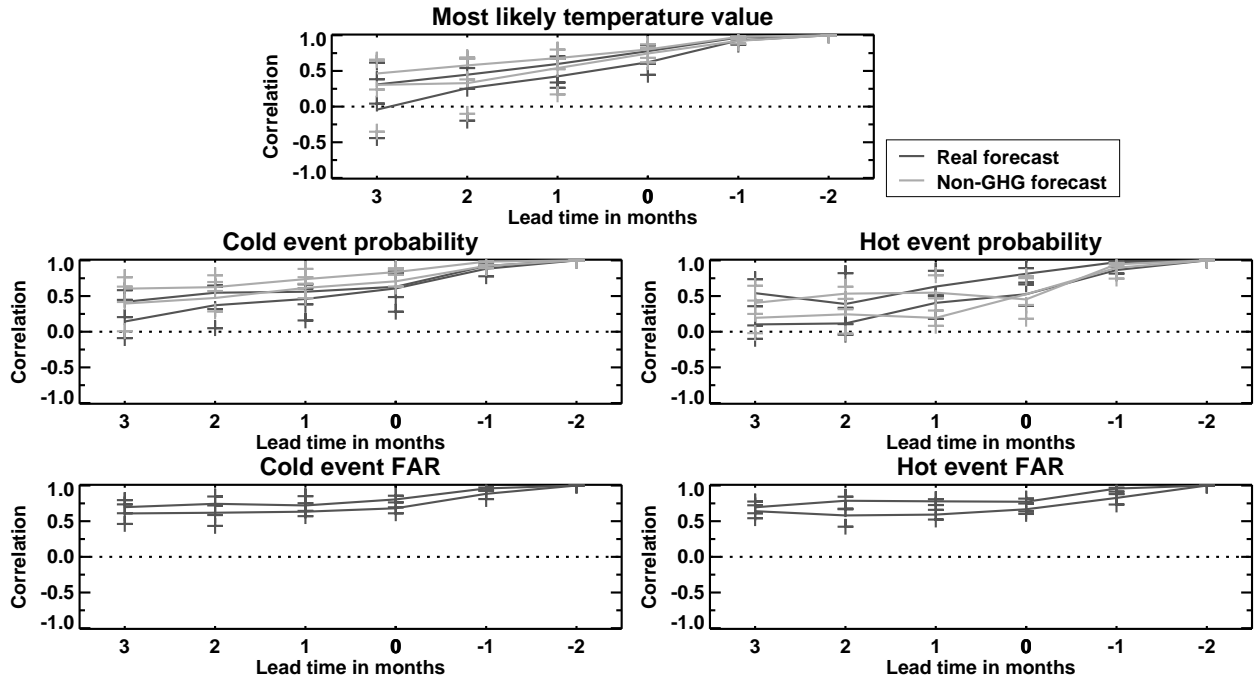 Most likely temperature value
1.0
0.5
0.0
-0.5
-1.0
Correlation
3 2 1 0 -1 -2
Lead time in months
Real forecast
Non-GHG forecast
Cold event probability
1.0
0.5
0.0
-0.5
-1.0
Correlation
3 2 1 0 -1 -2
Lead time in months
Hot event probability
1.0
0.5
0.0
-0.5
-1.0
Correlation
3 2 1 0 -1 -2
Lead time in months
Cold event FAR
1.0
0.5
0.0
-0.5
-1.0
Correlation
3 2 1 0 -1 -2
Lead time in months
Hot event FAR
1.0
0.5
0.0
-0.5
-1.0
Correlation
3 2 1 0 -1 -2
Lead time in months